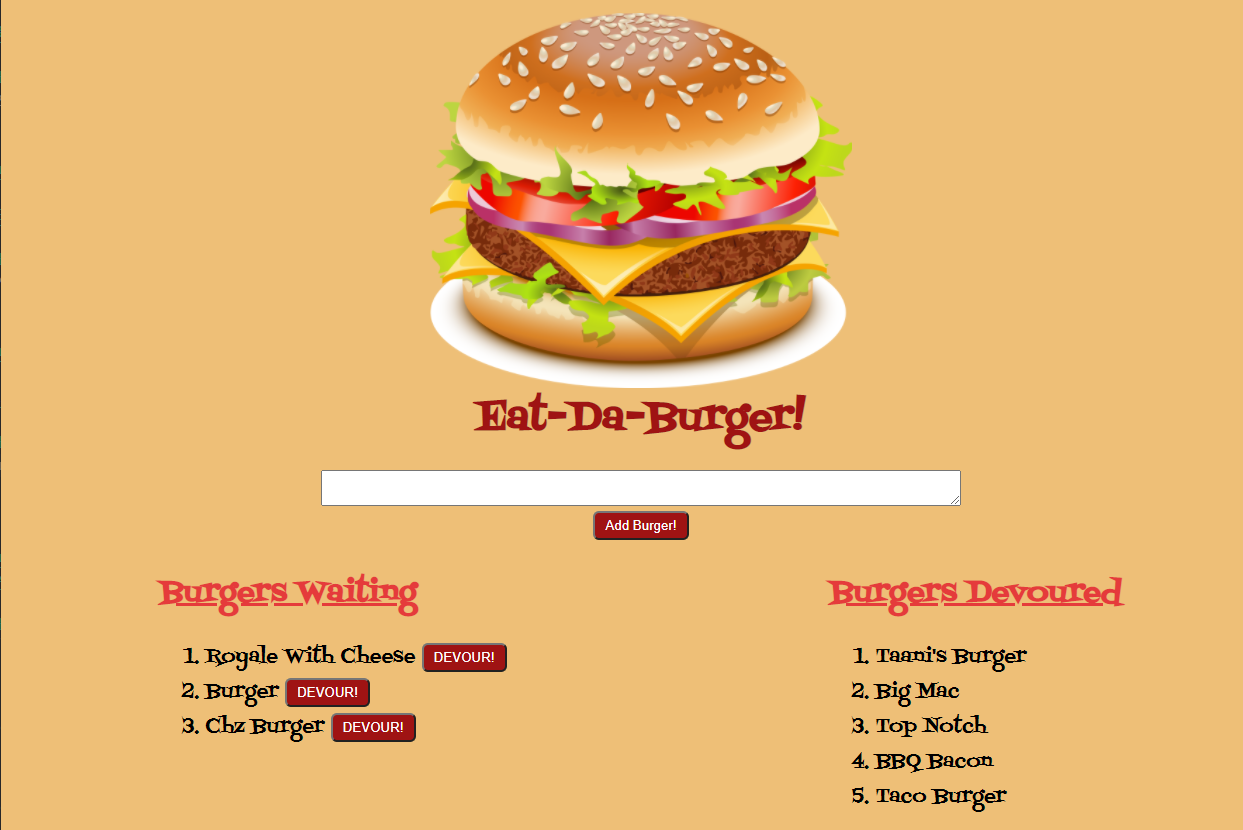 Eat-Da-Burger!
Add Burger!
Burgers Waiting
1. Royale With Cheese DEVOUR!
2. Burger DEVOUR!
3. Chz Burger DEVOUR!
Burgers Devoured
1. Taani's Burger
2. Big Mac
3. Top Notch
4. BBQ Bacon
5. Taco Burger